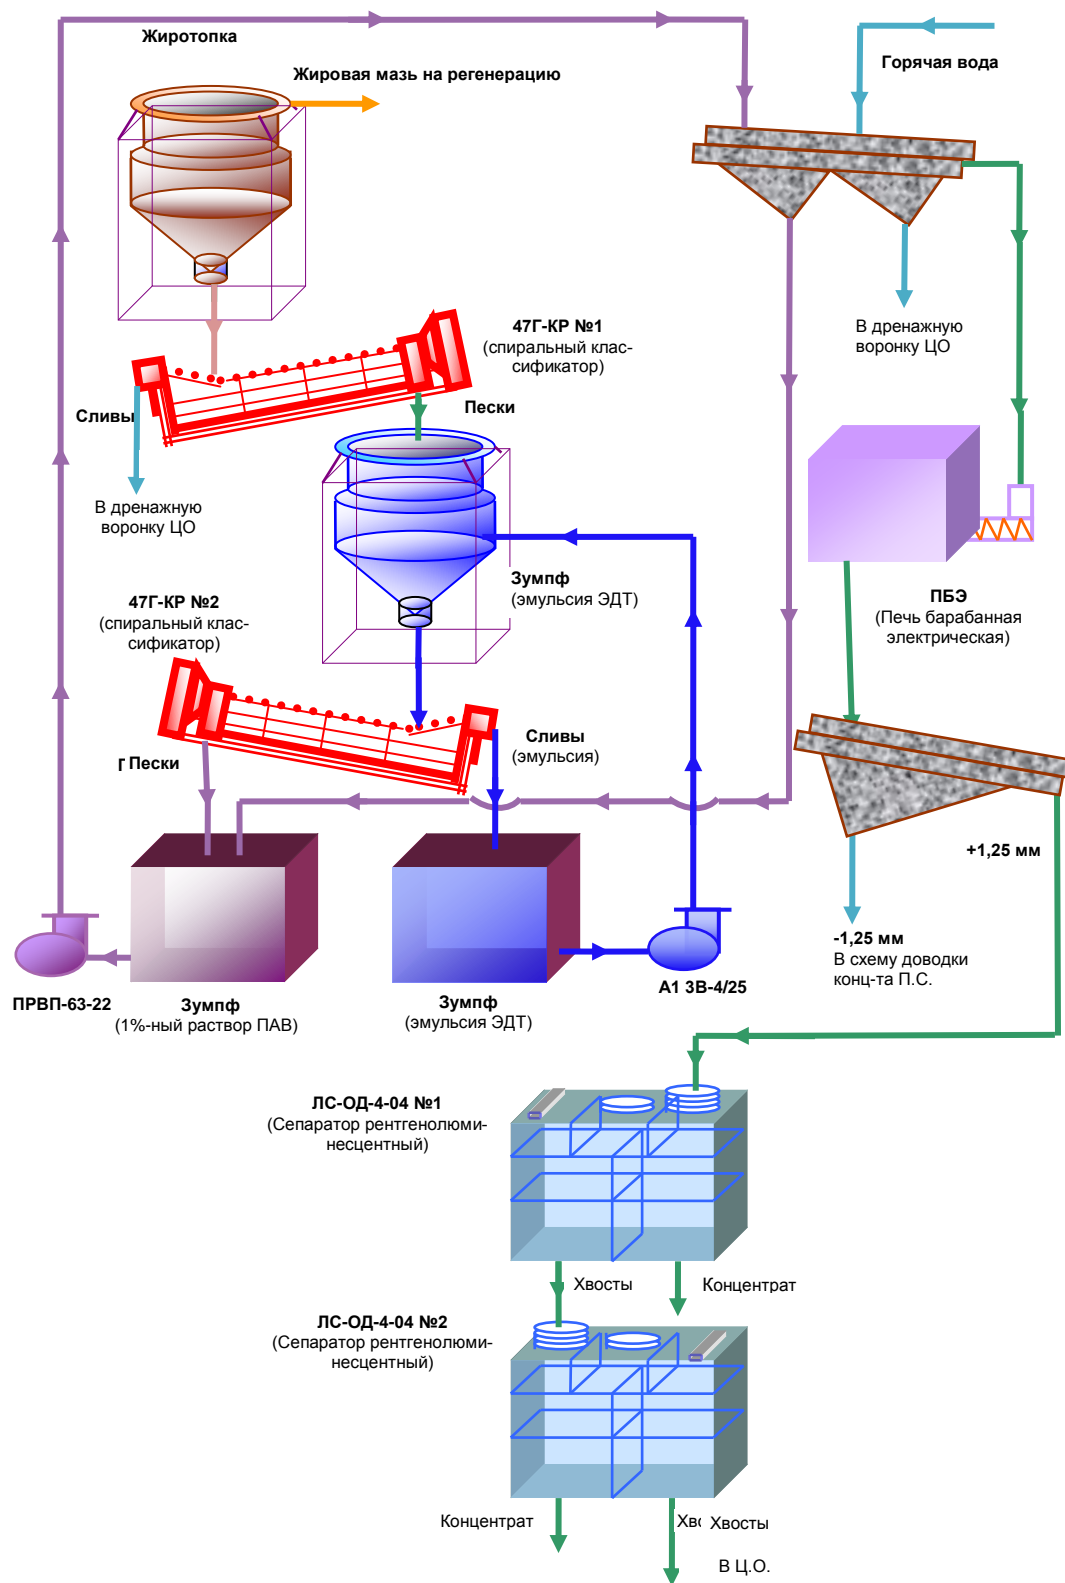 Жиротопка
Жировая мазь на регенерацию
Горячая вода
47Г-КР №1
(спиральный клас-
сификатор)
В дренажную
воронку ЦО
Сливы
Пески
В дренажную
воронку ЦО
Зумпф
(эмульсия ЭДТ)
47Г-КР №2
(спиральный клас-
сификатор)
ПБЭ
(Печь барабанная
электрическая)
Сливы
(эмульсия)
Пески
+1,25 мм
-1,25 мм
В схему доводки
конц-та П.С.
ПРВП-63-22
Зумпф
(1%-ный раствор ПАВ)
Зумпф
(эмульсия ЭДТ)
А1 3В-4/25
ЛС-ОД-4-04 №1
(Сепаратор рентгенолюми-
несцентный)
Хвосты
Концентрат
ЛС-ОД-4-04 №2
(Сепаратор рентгенолюми-
несцентный)
Концентрат
Хвосты
В Ц.О.